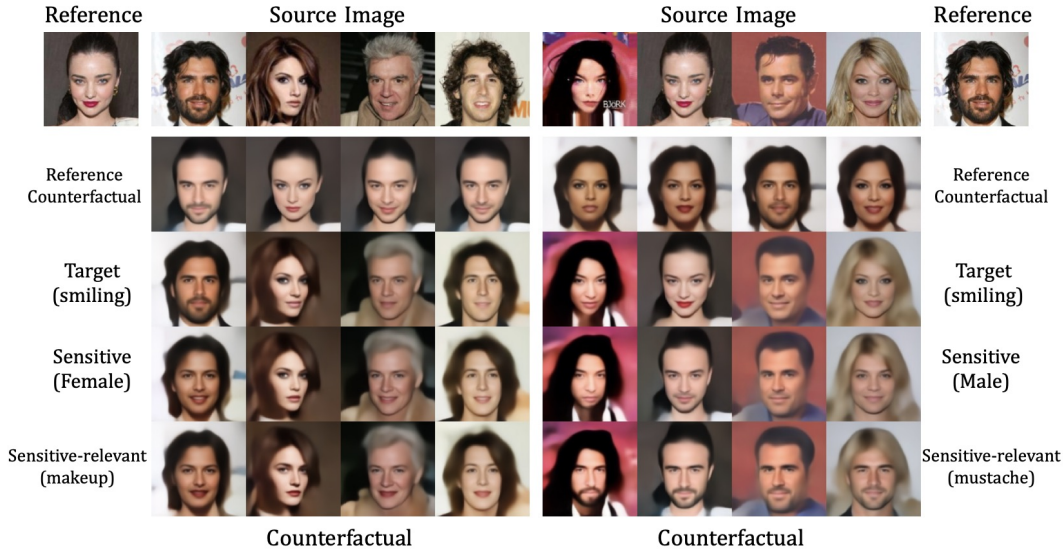 Reference
Source Image
Source Image
Reference
BJORK
Reference
Counterfactual
Reference
Counterfactual
Target
(smiling)
Target
(smiling)
Sensitive
(Female)
Sensitive
(Male)
Sensitive-relevant
(makeup)
Sensitive-relevant
(mustache)
Counterfactual
Counterfactual